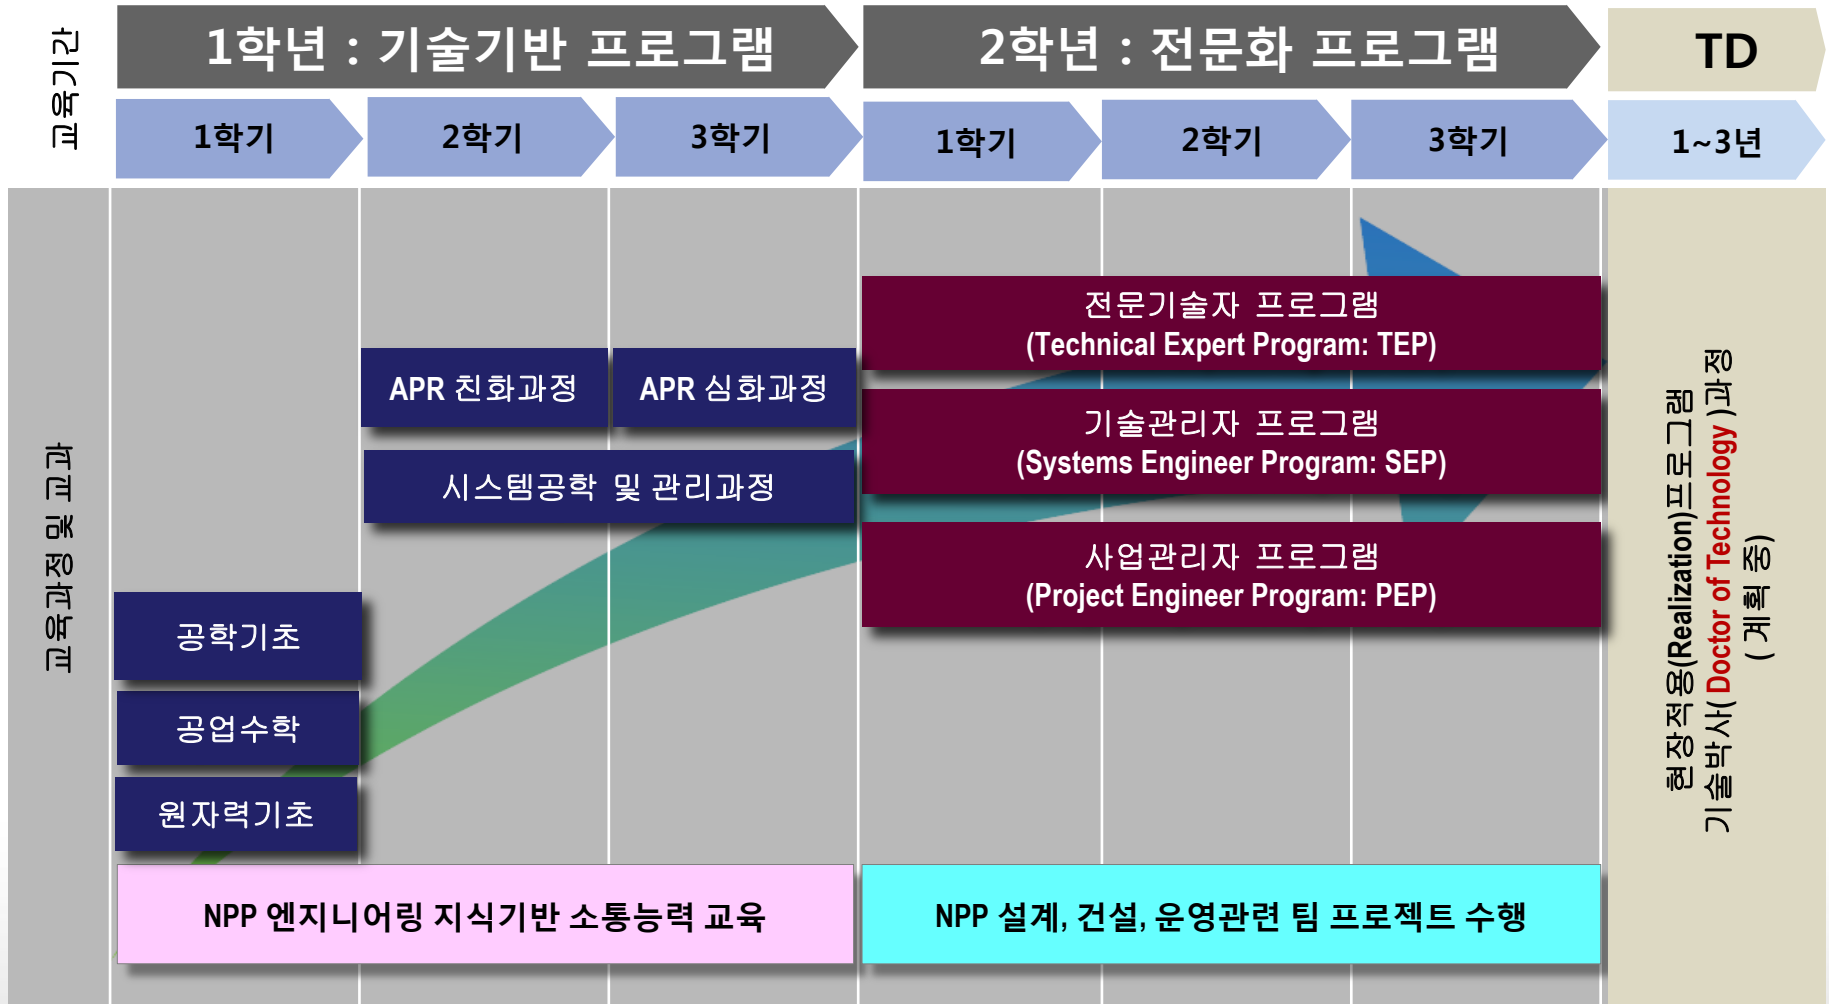 교육기간
1학년 : 기술기반 프로그램
2학년 : 전문화 프로그램
TD
1학기
2학기
3학기
1학기
2학기
3학기
1~3년
교육과정 및 교과
전문기술자 프로그램
(Technical Expert Program: TEP)
APR 친화과정
APR 심화과정
기술관리자 프로그램
(Systems Engineer Program: SEP)
시스템공학 및 관리과정
사업관리자 프로그램
(Project Engineer Program: PEP)
공학기초
공업수학
원자력기초
NPP 엔지니어링 지식기반 소통능력 교육
NPP 설계, 건설, 운영관련 팀 프로젝트 수행
현장적용(Realization)프로그램
기술박사( Doctor of Technology )과정
( 계획 중)